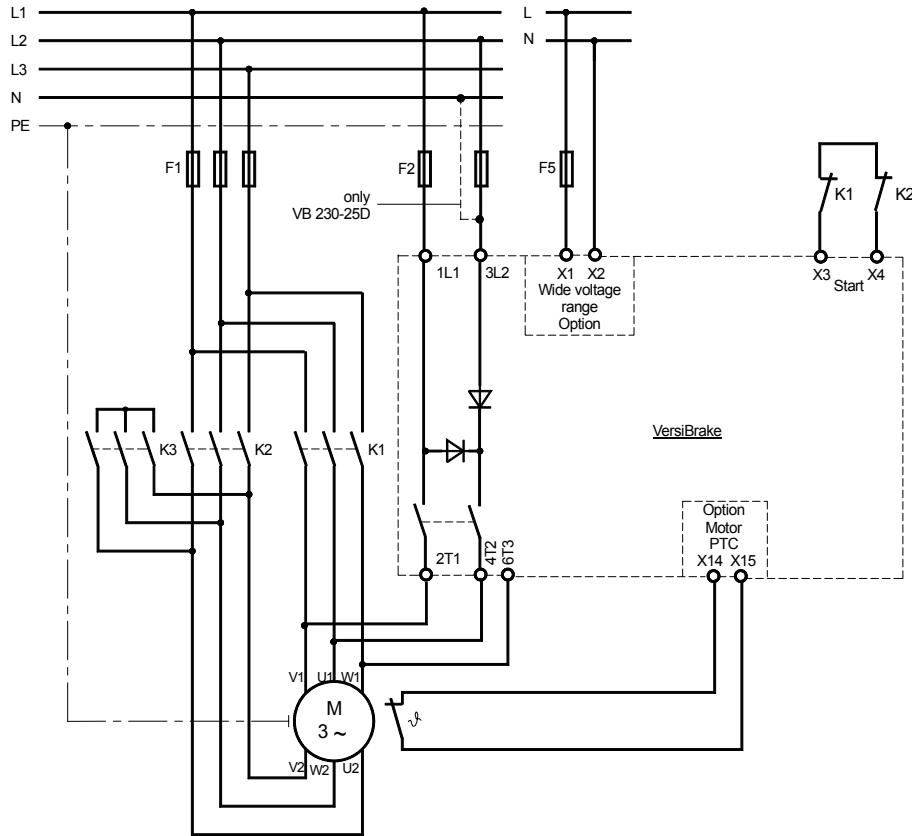 L1
L2
L3
N
PE
L
N
F1
F2
F5
only
VB 230-25D
K1
K2
1L1
3L2
X1
X2
X3
X4
Wide voltage
range
Option
Start
VersiBrake
K3
K2
K1
Option
Motor
PTC
2T1
4T2
6T3
X14
X15
V1
U1
W1
M
3 ~
ϑ
V2
W2
U2